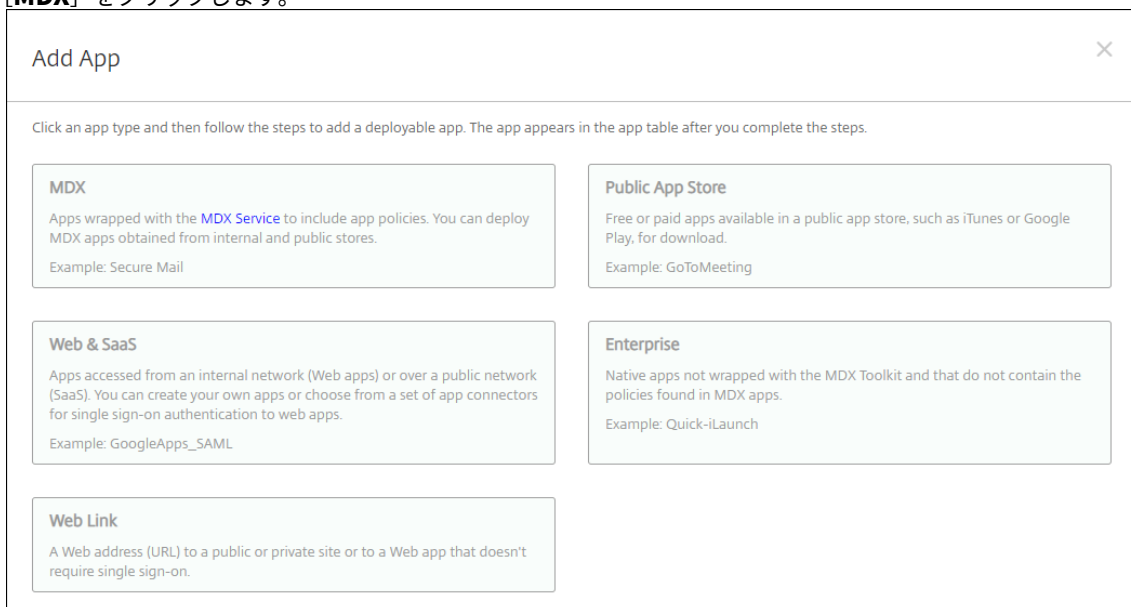 [MDX] をクリックします。
Add App
Click an app type and then follow the steps to add a deployable app. The app appears in the app table after you complete the steps.
MDX
Apps wrapped with the MDX Service to include app policies. You can deploy
MDX apps obtained from internal and public stores.
Example: Secure Mail
Public App Store
Free or paid apps available in a public app store, such as iTunes or Google
Play, for download.
Example: GoToMeeting
Web & SaaS
Apps accessed from an internal network (Web apps) or over a public network
(SaaS). You can create your own apps or choose from a set of app connectors
for single sign-on authentication to web apps.
Example: GoogleApps_SAML
Enterprise
Native apps not wrapped with the MDX Toolkit and that do not contain the
policies found in MDX apps.
Example: Quick-iLaunch
Web Link
A Web address (URL) to a public or private site or to a Web app that doesn't
require single sign-on.